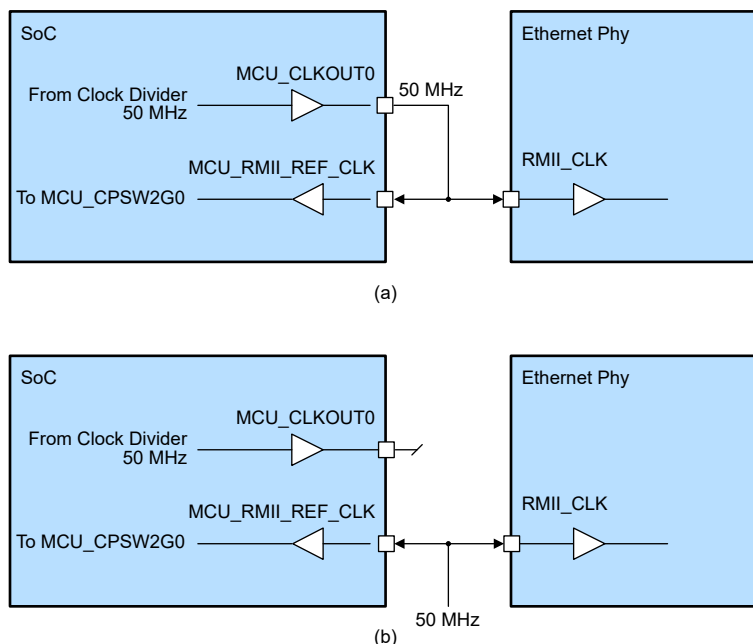 SoC
Ethernet Phy
MCU_CLKOUT0
From Clock Divider
50 MHz
50 MHz
MCU_RMII_REF_CLK
RMII_CLK
To MCU_CPSW2G0
(a)
SoC
Ethernet Phy
MCU_CLKOUT0
From Clock Divider
50 MHz
MCU_RMII_REF_CLK
RMII_CLK
To MCU_CPSW2G0
50 MHz
(b)